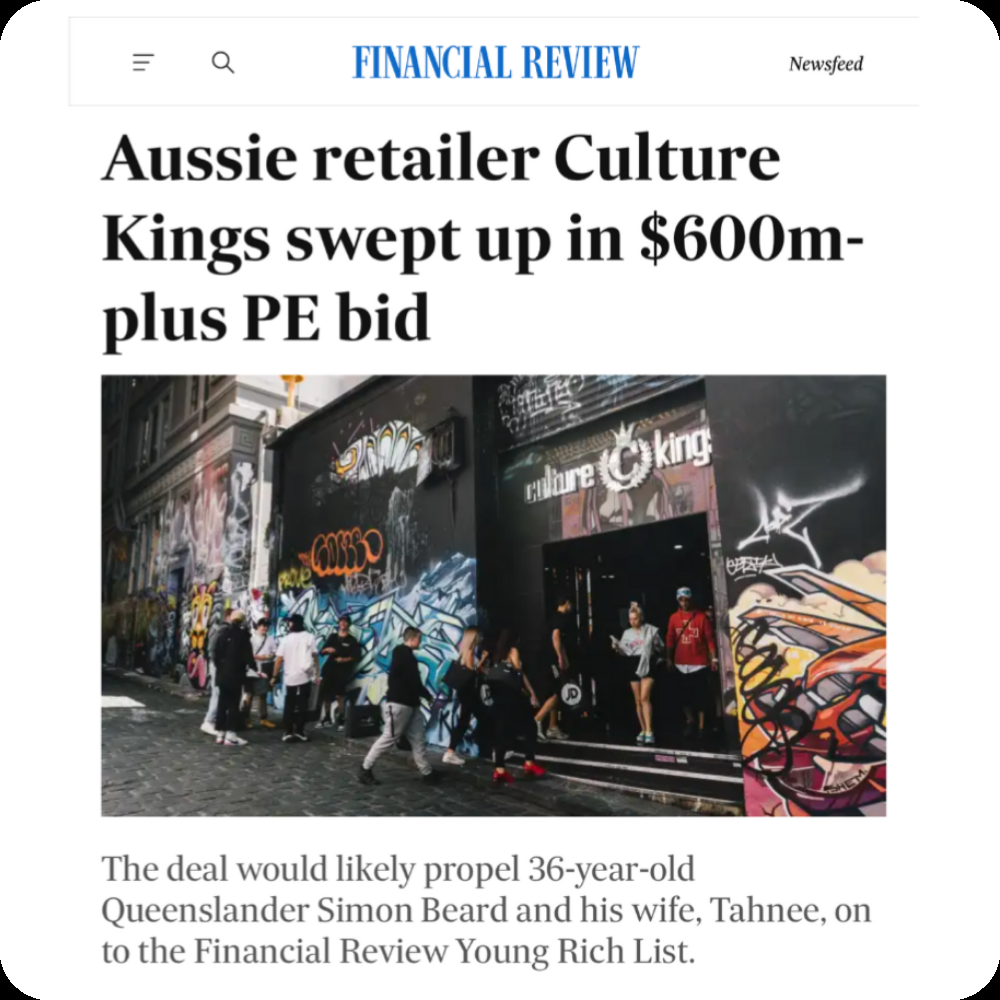 FINANCIAL REVIEW
Newsfeed
Aussie retailer Culture
Kings swept up in $600m-
plus PE bid
culture C kings
JD
The deal would likely propel 36-year-old
Queenslander Simon Beard and his wife, Tahnee, on
to the Financial Review Young Rich List.